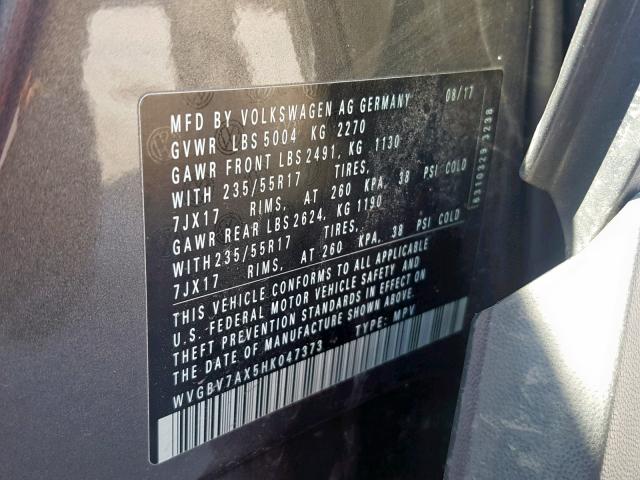 MFD BY VOLKSWAGEN AG GERMANY 08/17
GVWR LBS 5004 KG 2270
GAWR FRONT LBS 2491, KG 1130
WITH 235/55R17 TIRES,
7JX17 RIMS, AT 260 KPA, 38 PSI COLD
GAWR REAR LBS 2624, KG 1190
WITH 235/55R17 TIRES,
7JX17 RIMS, AT 260 KPA, 38 PSI COLD
THIS VEHICLE CONFORMS TO ALL APPLICABLE
U.S. FEDERAL MOTOR VEHICLE SAFETY AND
THEFT PREVENTION STANDARDS IN EFFECT ON
THE DATE OF MANUFACTURE SHOWN ABOVE.
WVGBV7AX5HK047373 TYPE: MPV